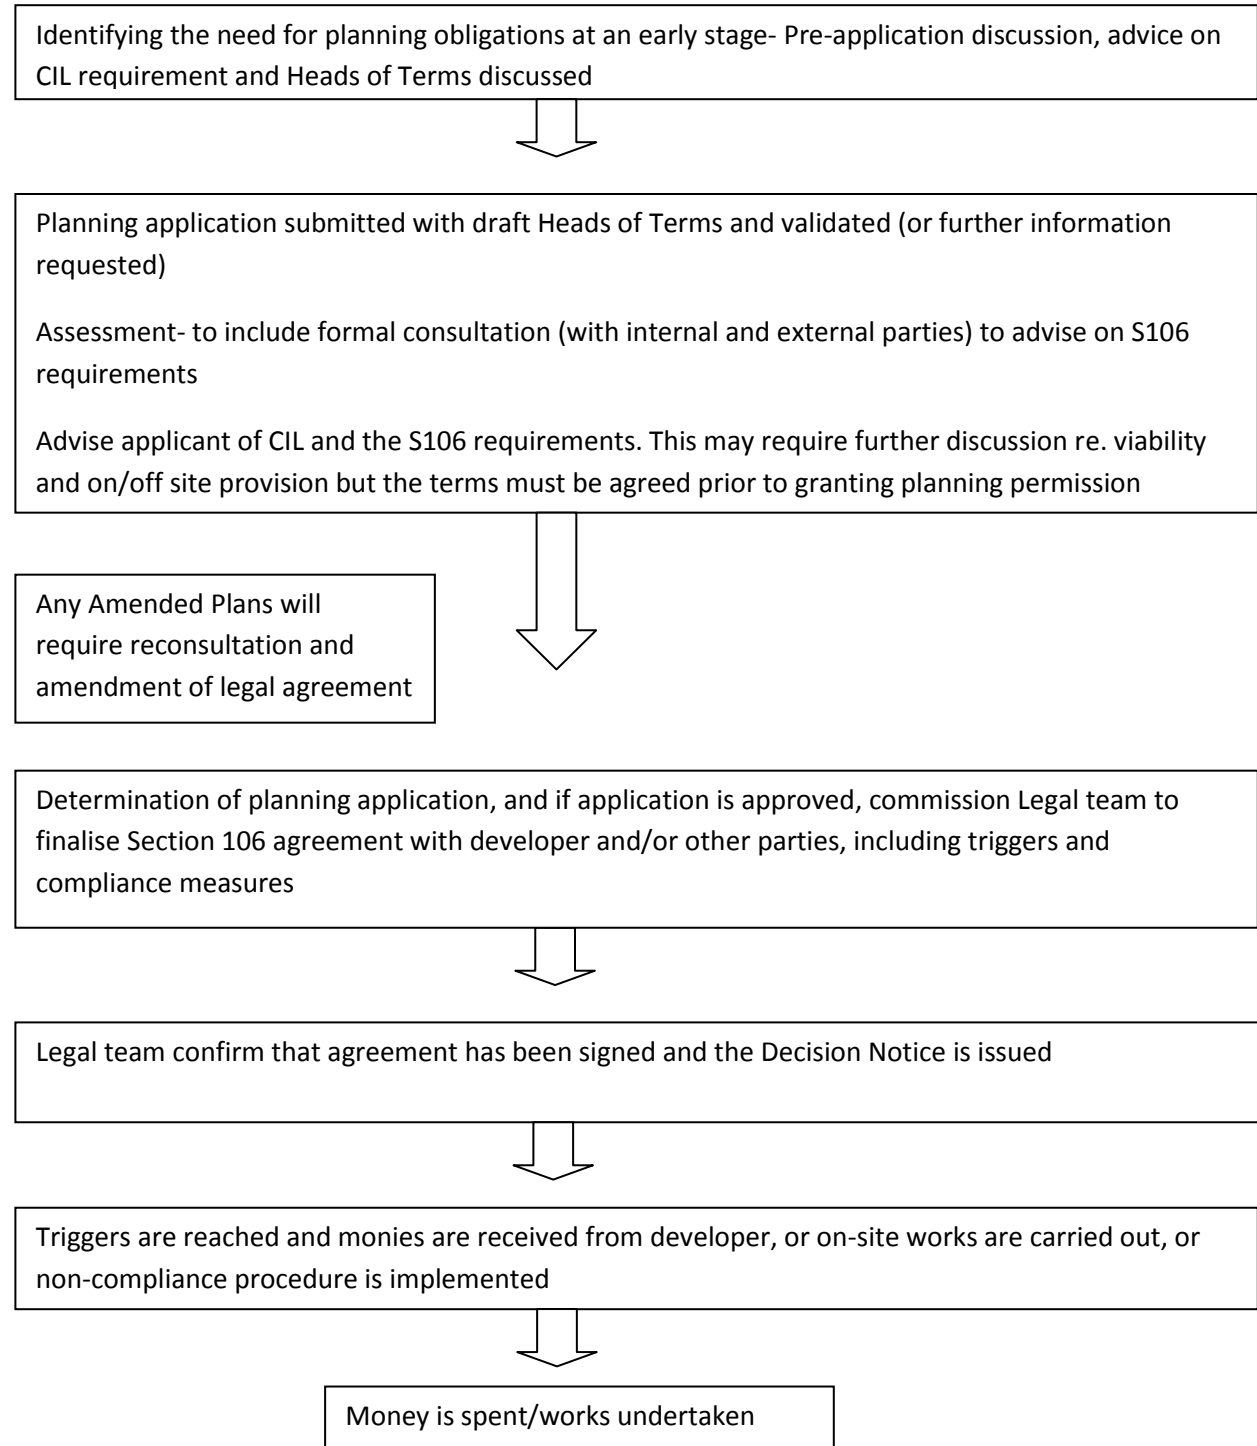 Identifying the need for planning obligations at an early stage- Pre-application discussion, advice on
CIL requirement and Heads of Terms discussed
Planning application submitted with draft Heads of Terms and validated (or further information
requested)
Assessment- to include formal consultation (with internal and external parties) to advise on S106
requirements
Advise applicant of CIL and the S106 requirements. This may require further discussion re. viability
and on/off site provision but the terms must be agreed prior to granting planning permission
Any Amended Plans will
require reconsultation and
amendment of legal agreement
Determination of planning application, and if application is approved, commission Legal team to
finalise Section 106 agreement with developer and/or other parties, including triggers and
compliance measures
Legal team confirm that agreement has been signed and the Decision Notice is issued
Triggers are reached and monies are received from developer, or on-site works are carried out, or
non-compliance procedure is implemented
Money is spent/works undertaken